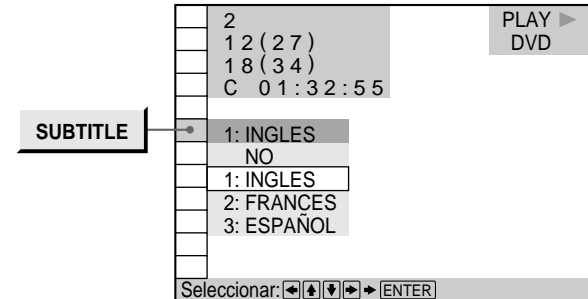 2
PLAY
12(27)
DVD
18(34)
C 01:32:55
SUBTITLE
1: INGLES
NO
1: INGLES
2: FRANCES
3: ESPAÑOL
Seleccionar: ENTER